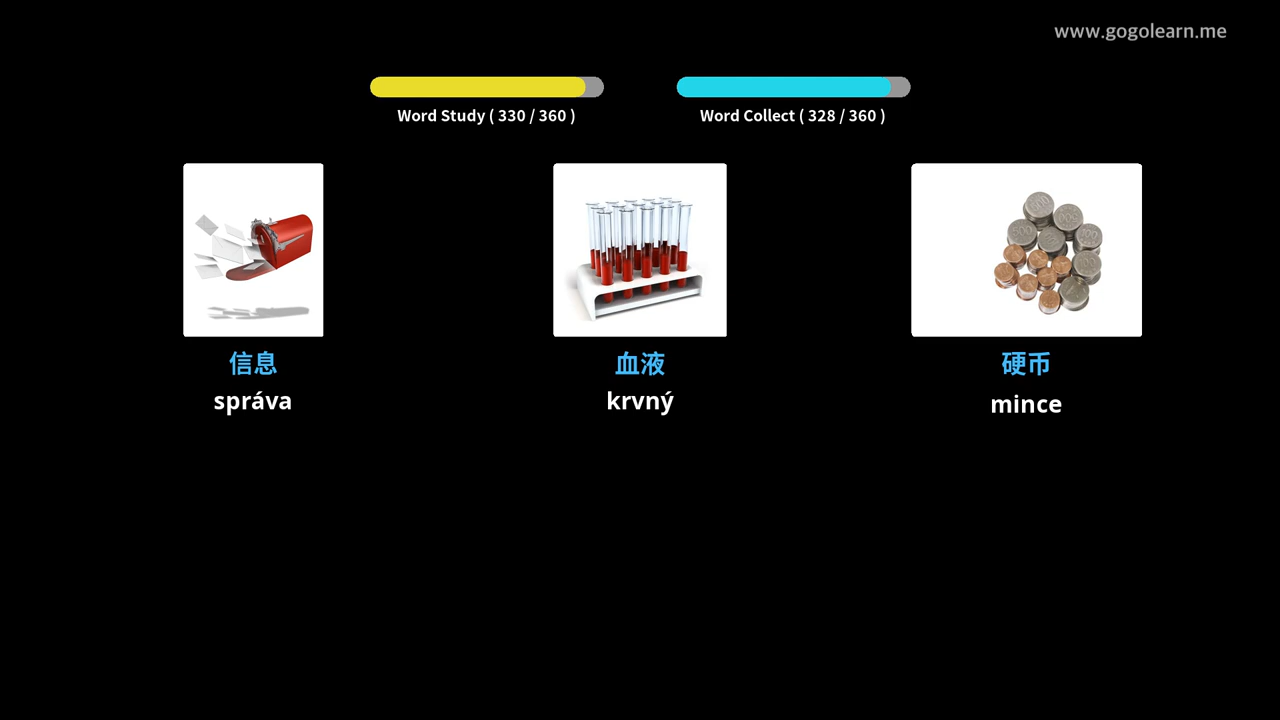 www.gogolearn.me
Word Study ( 330 / 360 )
Word Collect ( 328 / 360 )
信息
správa
血液
krvný
硬币
mince